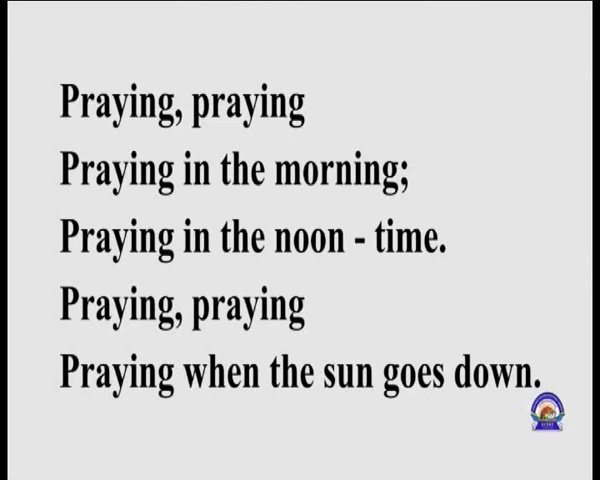 Praying, praying
Praying in the morning;
Praying in the noon - time.
Praying, praying
Praying when the sun goes down.